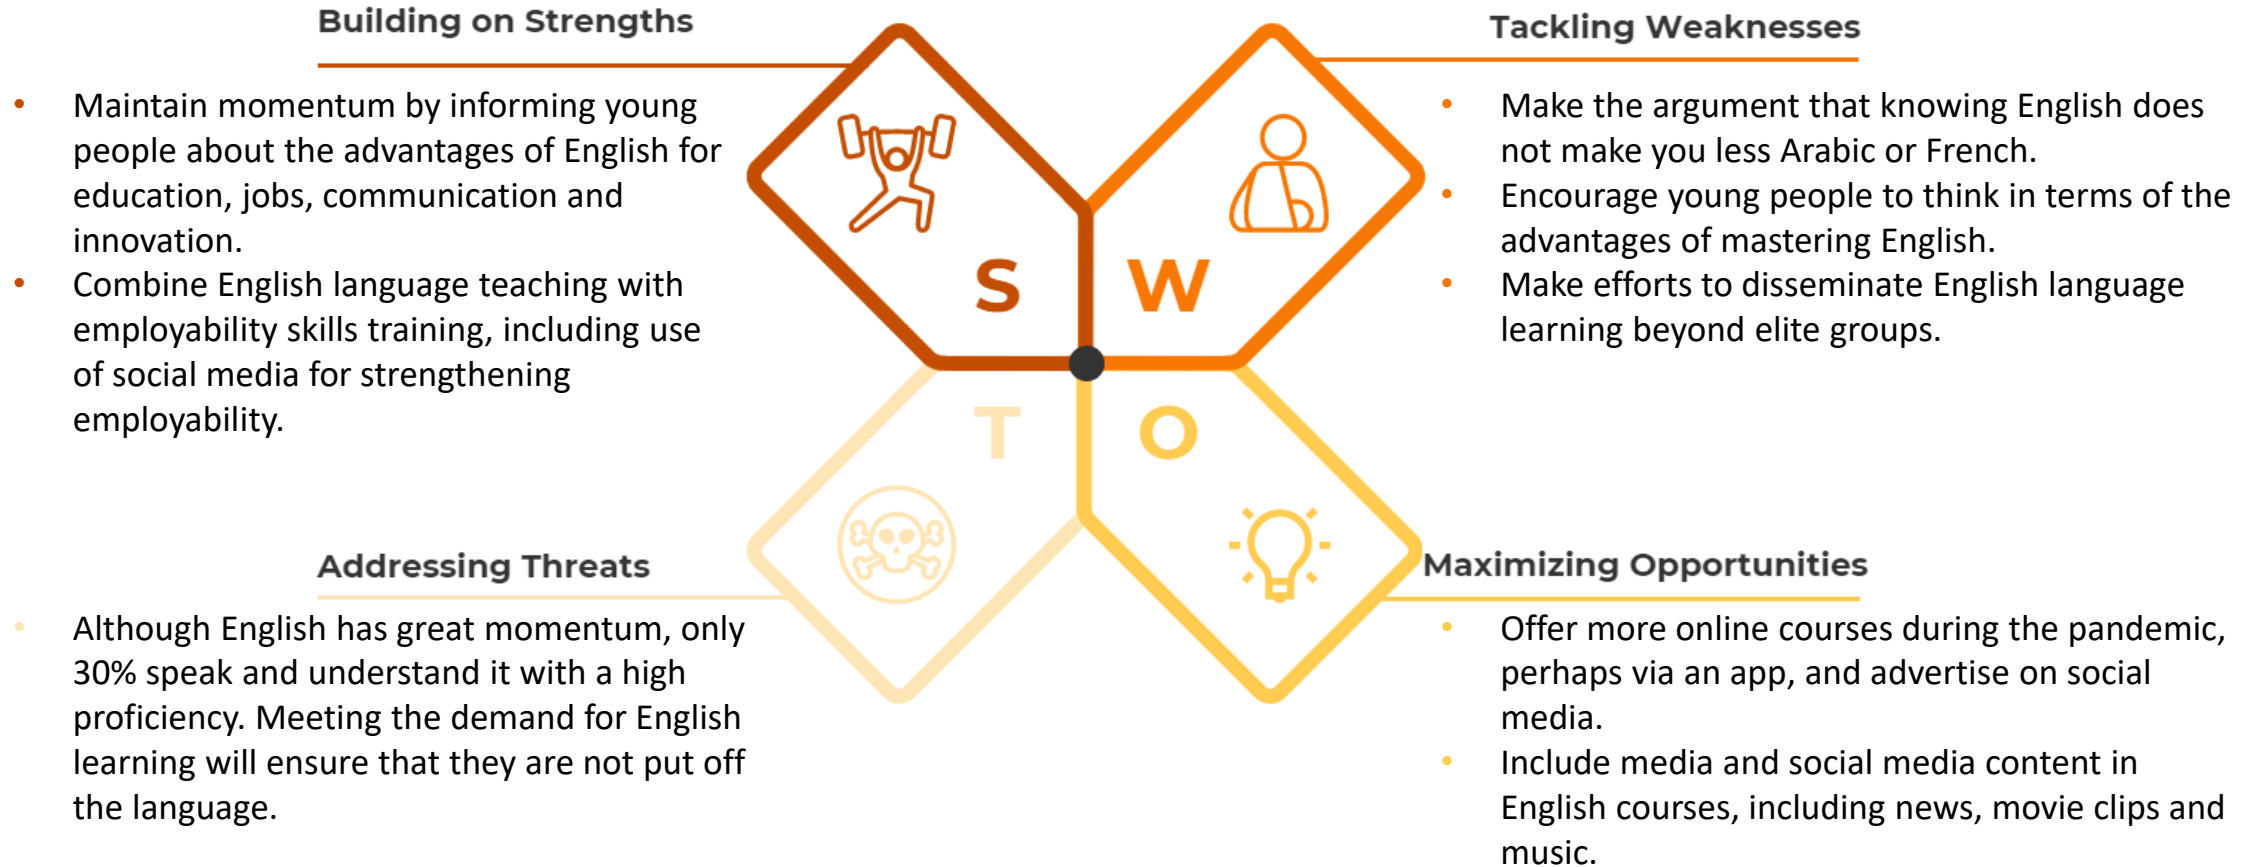 Building on Strengths
• Maintain momentum by informing young
people about the advantages of English for
education, jobs, communication and
innovation.
• Combine English language teaching with
employability skills training, including use
of social media for strengthening
employability.
Tackling Weaknesses
• Make the argument that knowing English does
not make you less Arabic or French.
• Encourage young people to think in terms of the
advantages of mastering English.
• Make efforts to disseminate English language
learning beyond elite groups.
S
W
T
O
Addressing Threats
• Although English has great momentum, only
30% speak and understand it with a high
proficiency. Meeting the demand for English
learning will ensure that they are not put off
the language.
Maximizing Opportunities
• Offer more online courses during the pandemic,
perhaps via an app, and advertise on social
media.
• Include media and social media content in
English courses, including news, movie clips and
music.